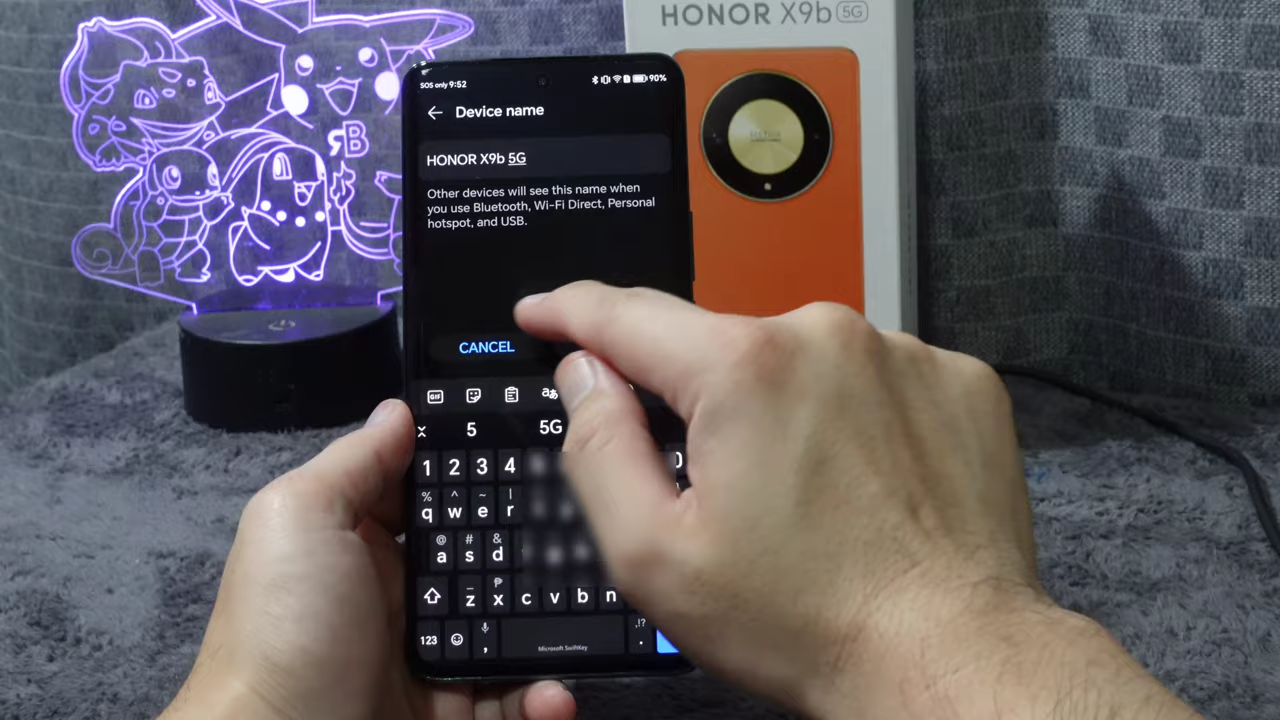 HONOR X9b 5G
SOS only 9:52
90%
Device name
HONOR X9b 5G
Other devices will see this name when
you use Bluetooth, Wi-Fi Direct, Personal
hotspot, and USB.
CANCEL
GIF
5 5G
1 2 3 4
% ^ ~ |
q w e r
@ # &
a s d
₱
z x c v b n
123 , .
Microsoft SwiftKey